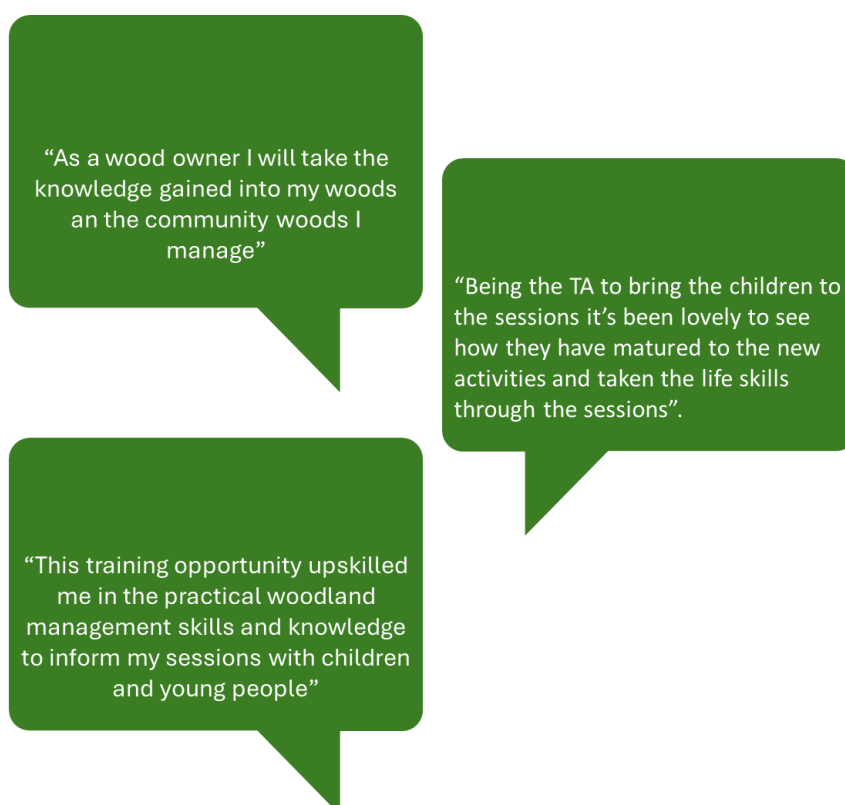 “As a wood owner I will take the
knowledge gained into my woods
an the community woods I
manage”
“Being the TA to bring the children to
the sessions it’s been lovely to see
how they have matured to the new
activities and taken the life skills
through the sessions”.
“This training opportunity upskilled
me in the practical woodland
management skills and knowledge
to inform my sessions with children
and young people”